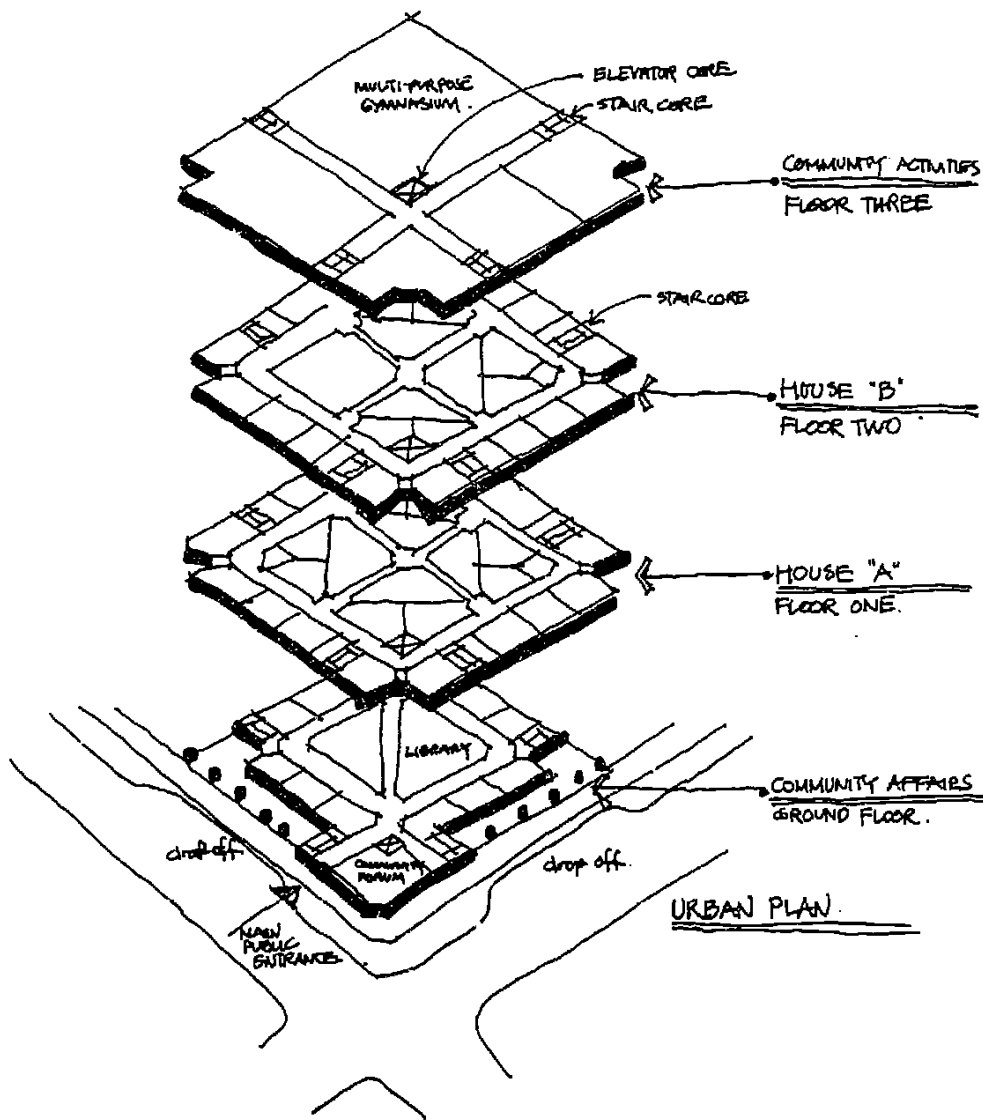 MULTI-PURPOSE
GYMNASIUM.
ELEVATOR CORE
STAIR CORE
COMMUNITY ACTIVITIES
FLOOR THREE
STAIR CORE
HOUSE "B"
FLOOR TWO
HOUSE "A"
FLOOR ONE.
LIBRARY
COMMUNITY AFFAIRS
GROUND FLOOR.
drop off.
COMMUNITY
FORUM
drop off.
MAIN
PUBLIC
ENTRANCE
URBAN PLAN.